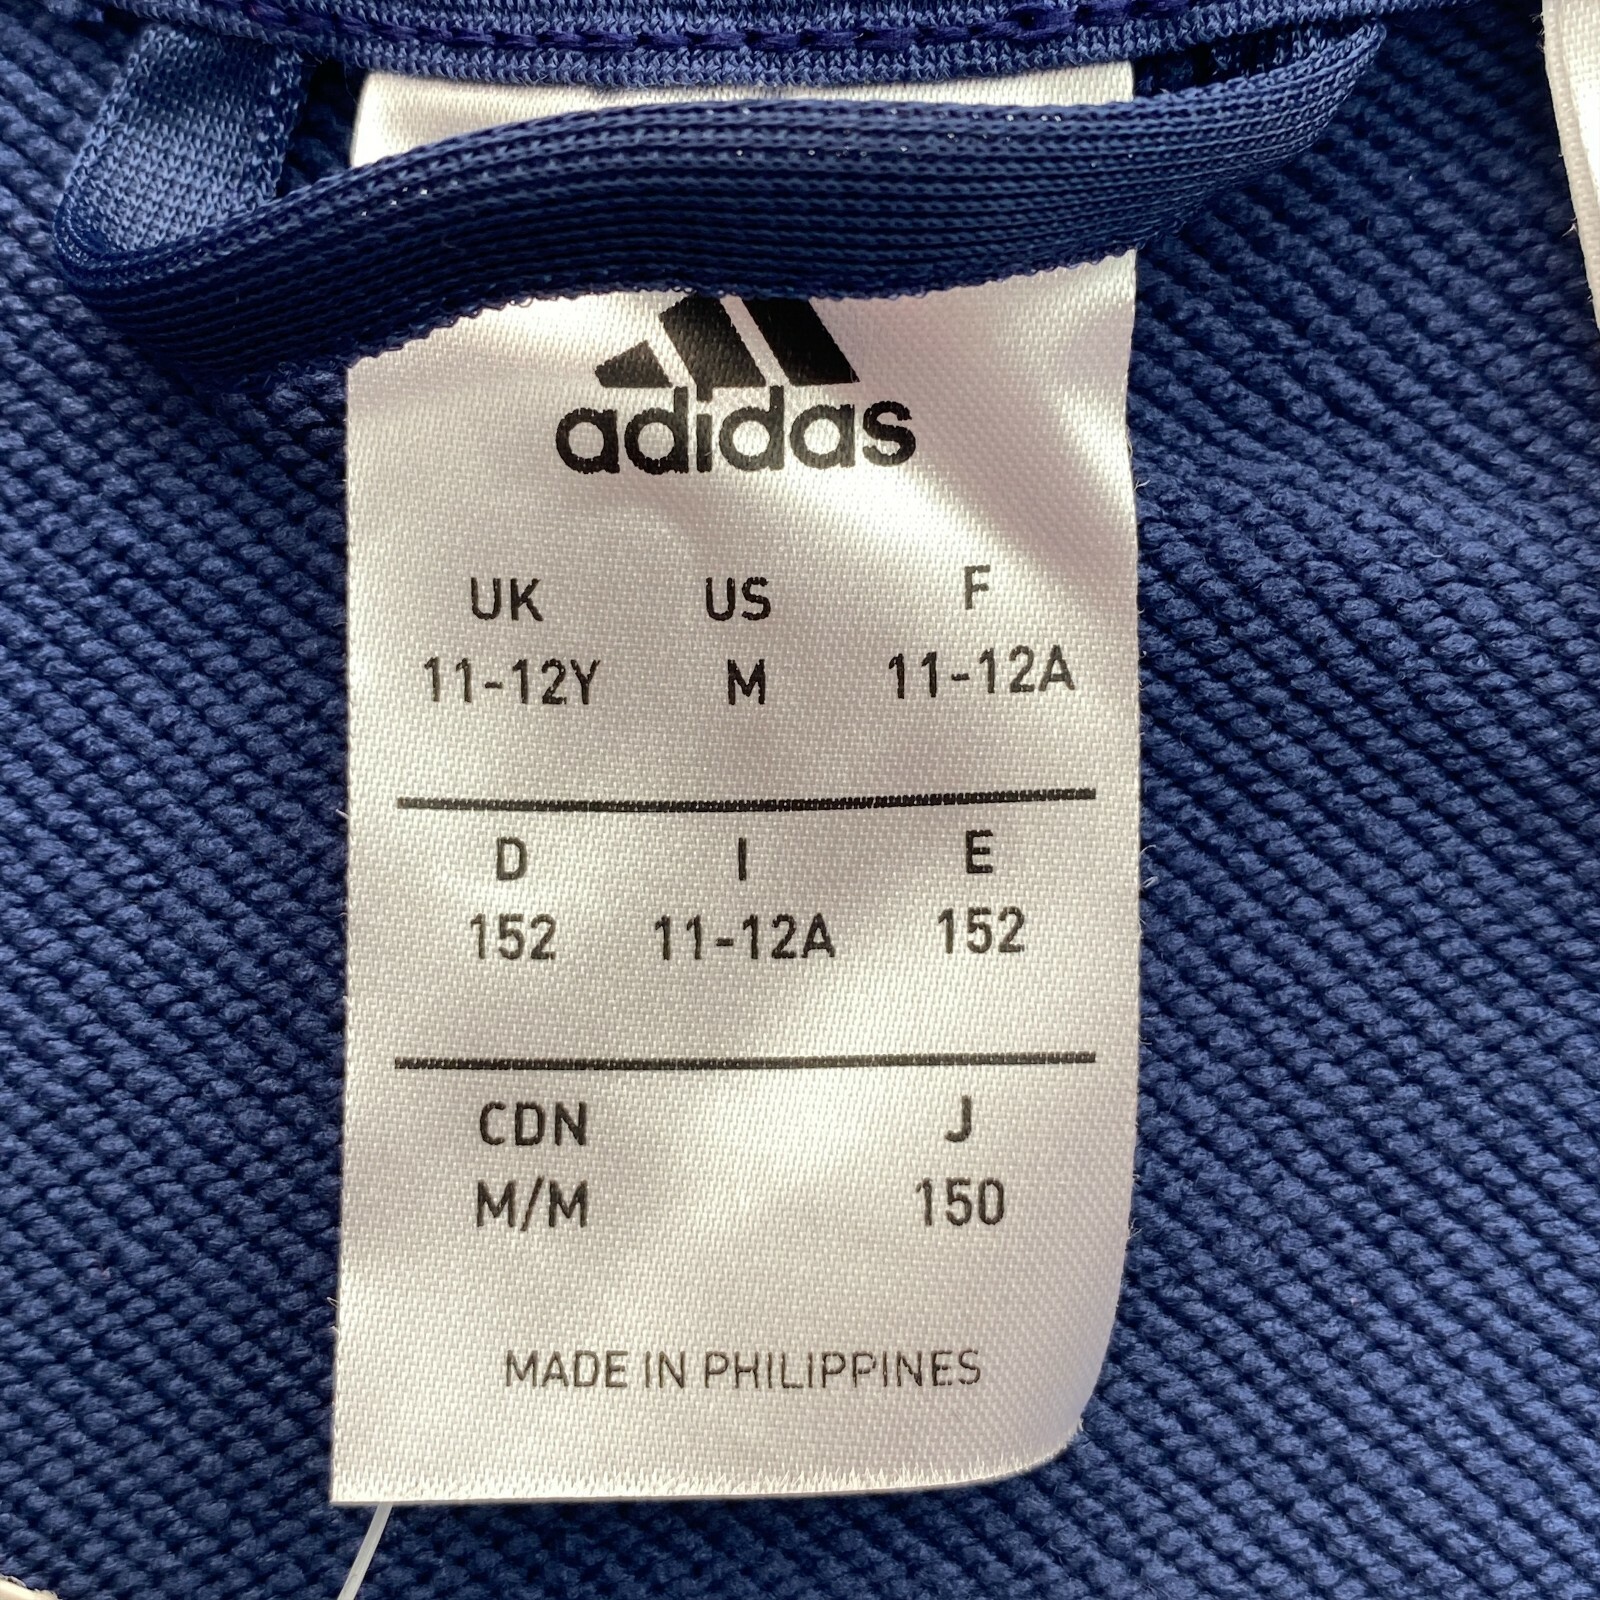 adidas
UK US F
11-12Y M 11-12A
D I E
152 11-12A 152
CDN J
M/M 150
MADE IN PHILIPPINES